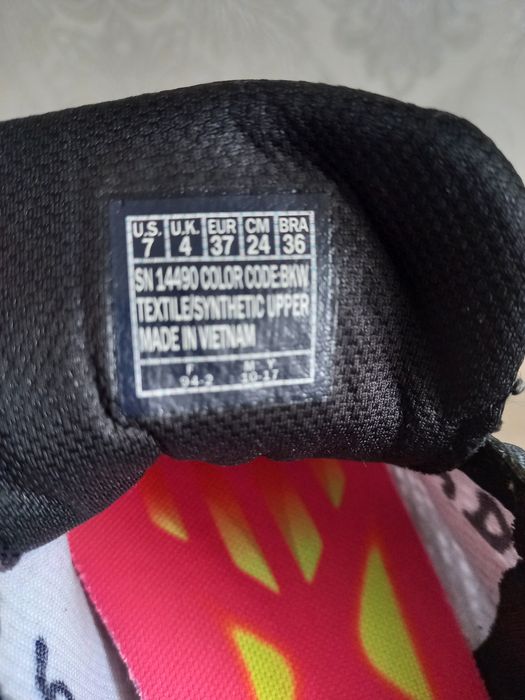 U.S. U.K. EUR CM BRA
7 4 37 24 36
SN 14490 COLOR CODE:BKW
TEXTILE/SYNTHETIC UPPER
MADE IN VIETNAM
F M Y
94-2 10-17